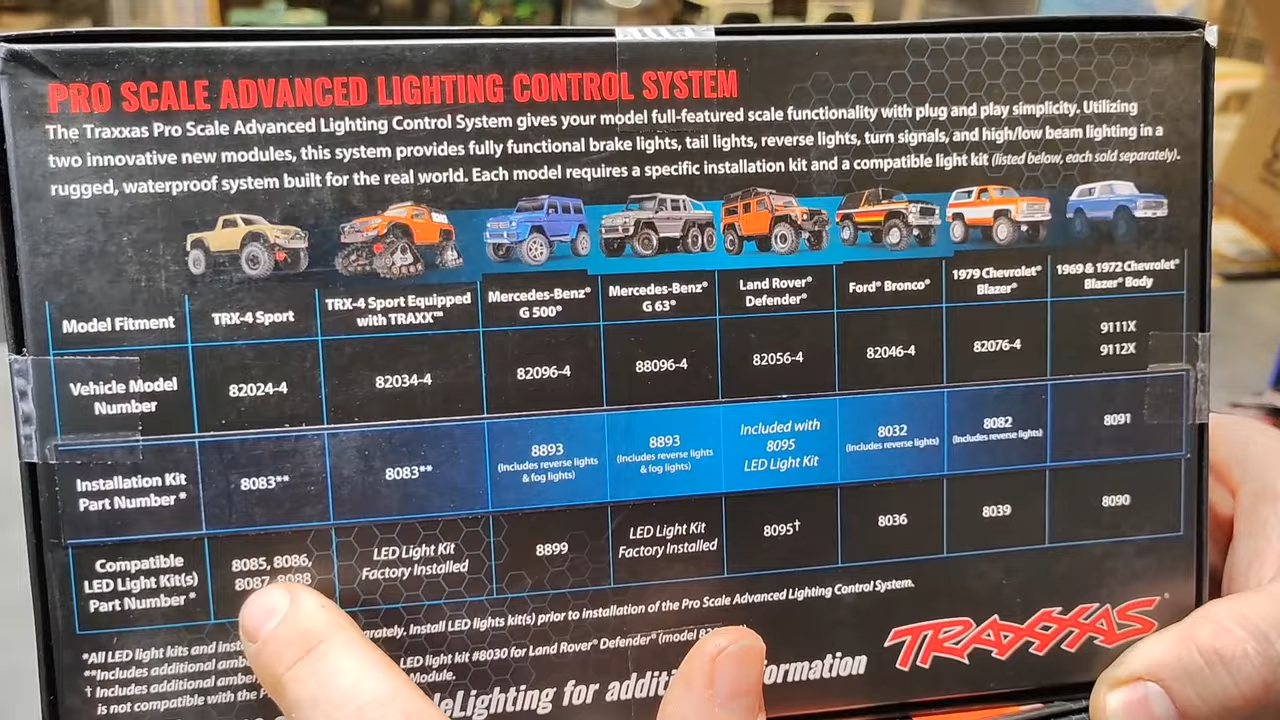 PRO SCALE ADVANCED LIGHTING CONTROL SYSTEM
The Traxxas Pro Scale Advanced Lighting Control System gives your model full-featured scale functionality with plug and play simplicity. Utilizing
two innovative new modules, this system provides fully functional brake lights, tail lights, reverse lights, turn signals, and high/low beam lighting in a
rugged, waterproof system built for the real world. Each model requires a specific installation kit and a compatible light kit (listed below, each sold separately).
Model Fitment
TRX-4 Sport
TRX-4 Sport Equipped
with TRAXX™
Mercedes-Benz®
G 500®
Mercedes-Benz®
G 63®
Land Rover®
Defender®
Ford® Bronco®
1979 Chevrolet®
Blazer®
1969 & 1972 Chevrolet®
Blazer® Body
Vehicle Model
Number
82024-4
82034-4
82096-4
88096-4
82056-4
82046-4
82076-4
9111X
9112X
Installation Kit
Part Number *
8083**
8083**
8893
(Includes reverse lights
& fog lights)
8893
(Includes reverse lights
& fog lights)
Included with
8095
LED Light Kit
8032
(Includes reverse lights)
8082
(Includes reverse lights)
8091
Compatible
LED Light Kit(s)
Part Number *
8085, 8086,
8087, 8088
LED Light Kit
Factory Installed
8899
LED Light Kit
Factory Installed
8095†
8036
8039
8090
*All LED light kits and Install LED lights kit(s) prior to installation of the Pro Scale Advanced Lighting Control System.
**Includes additional LED light kit #8030 for Land Rover® Defender® (model
† Includes additional Module.
is not compatible with the
for information
TRAXXAS